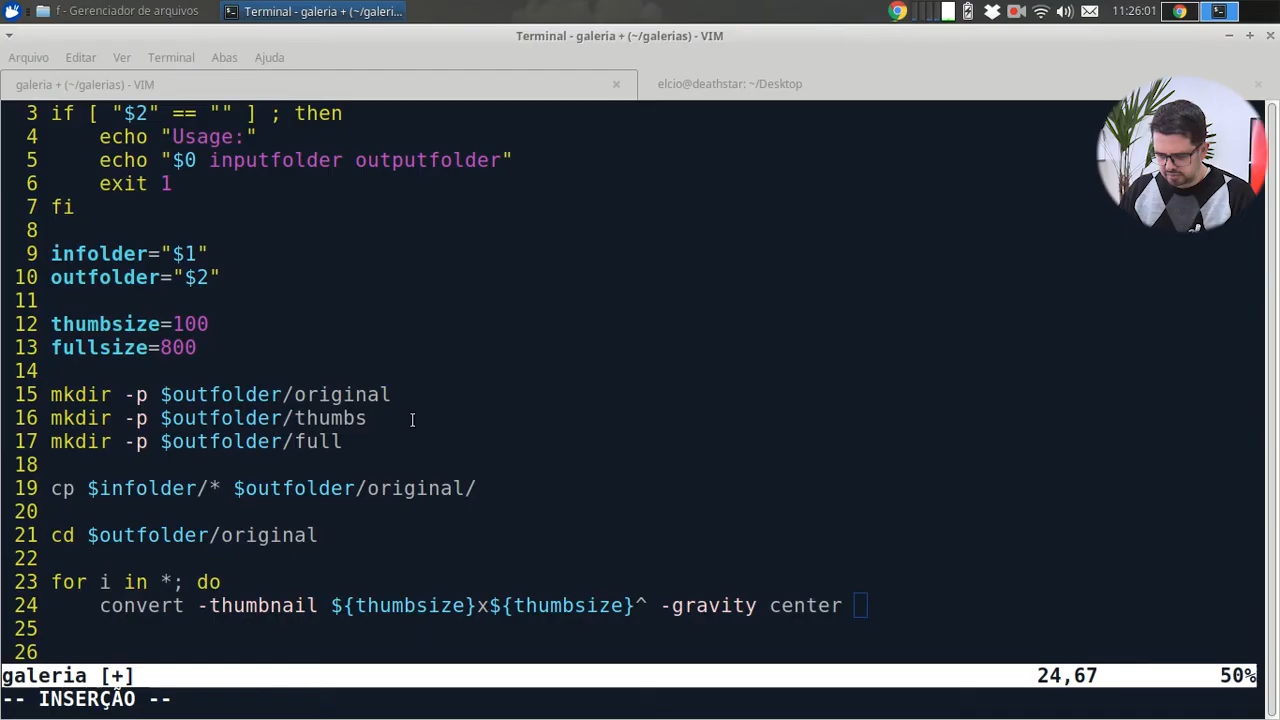 f - Gerenciador de arquivos
Terminal - galeria + (~/galeri...
11:26:01
Terminal - galeria + (~/galerias) - VIM
Arquivo Editar Ver Terminal Abas Ajuda
galeria + (~/galerias) - VIM
elcio@deathstar: ~/Desktop
3 if [ "$2" == "" ] ; then
4     echo "Usage:"
5     echo "$0 inputfolder outputfolder"
6     exit 1
7 fi
8
9 infolder="$1"
10 outfolder="$2"
11
12 thumbsize=100
13 fullsize=800
14
15 mkdir -p $outfolder/original
16 mkdir -p $outfolder/thumbs
17 mkdir -p $outfolder/full
18
19 cp $infolder/* $outfolder/original/
20
21 cd $outfolder/original
22
23 for i in *; do
24     convert -thumbnail ${thumbsize}x${thumbsize}^ -gravity center
25
26
galeria [+] 24,67 50%
-- INSERÇÃO --